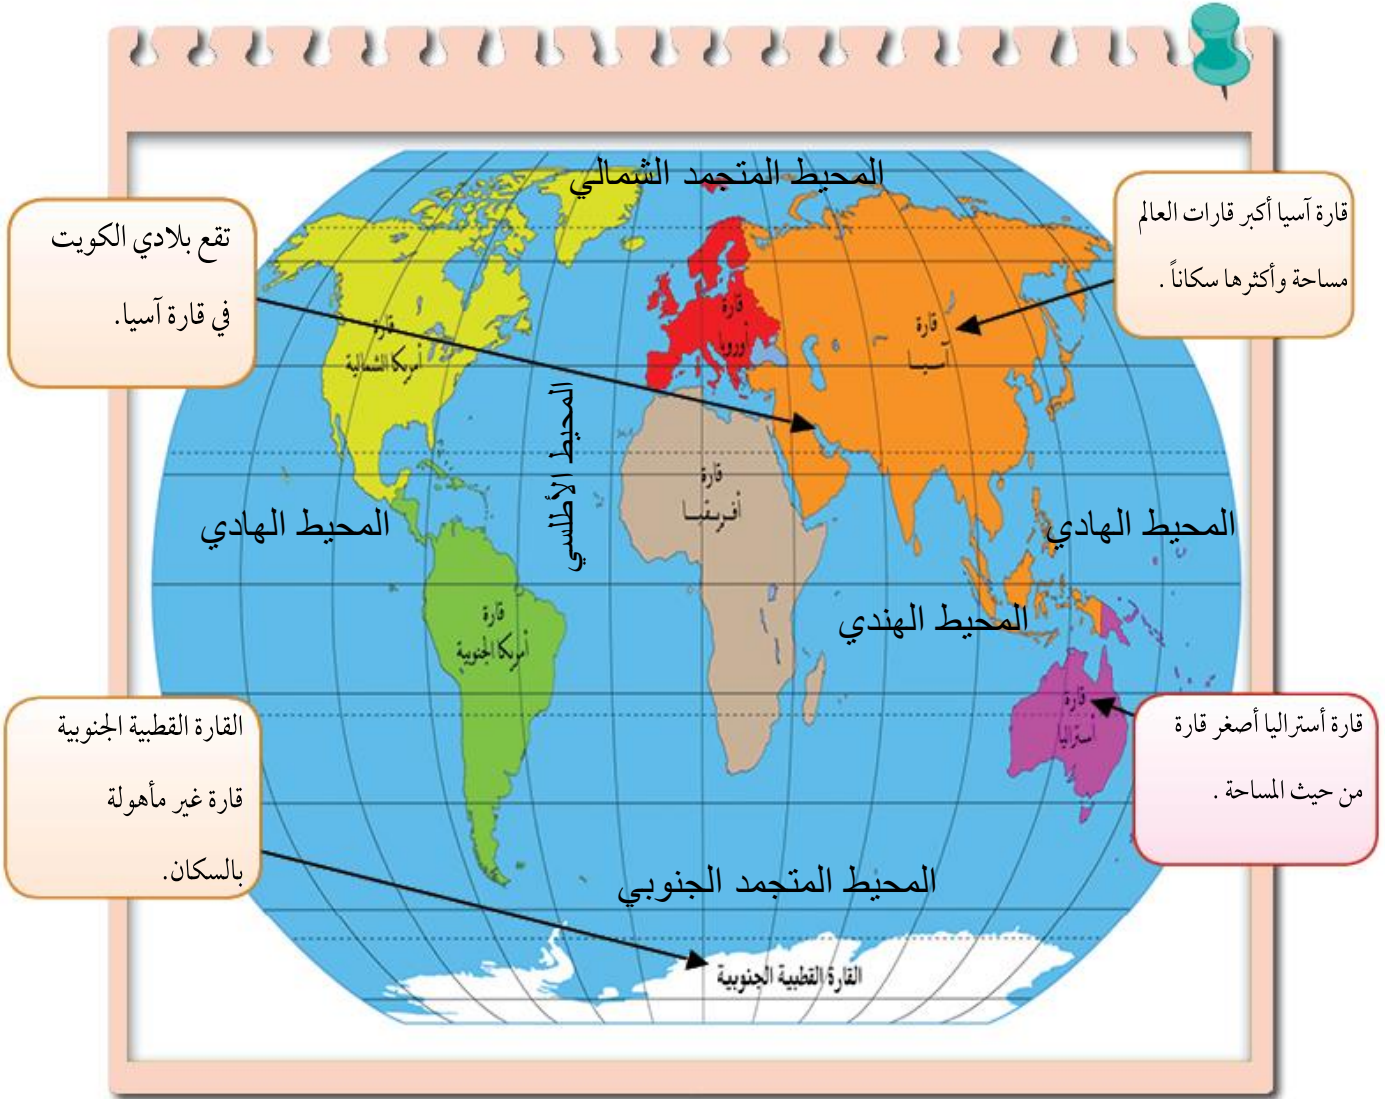 المحيط المتجمد الشمالي
قارة آسيا أكبر قارات العالم
مساحة وأكثرها سكاناً .
تقع بلادي الكويت
في قارة آسيا.
قارة
أوروبا
قارة
آسيا
قارة
أمريكا الشمالية
المحيط الأطلسي
قارة
أفريقيا
المحيط الهادي
المحيط الهادي
المحيط الهندي
قارة
أمريكا الجنوبية
قارة
أستراليا
قارة أستراليا أصغر قارة
من حيث المساحة .
القارة القطبية الجنوبية
قارة غير مأهولة
بالسكان.
المحيط المتجمد الجنوبي
القارة القطبية الجنوبية